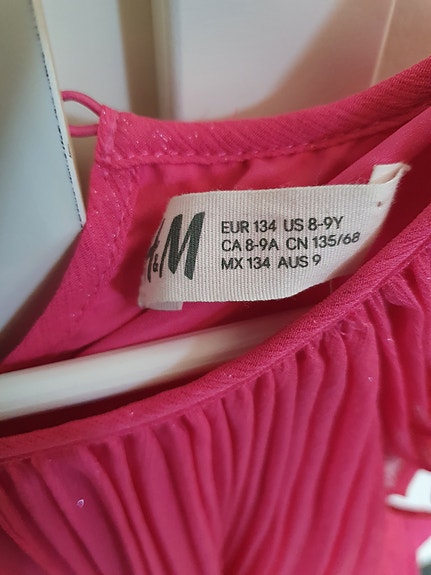 H&M
EUR 134 US 8-9Y
CA 8-9A CN 135/68
MX 134 AUS 9